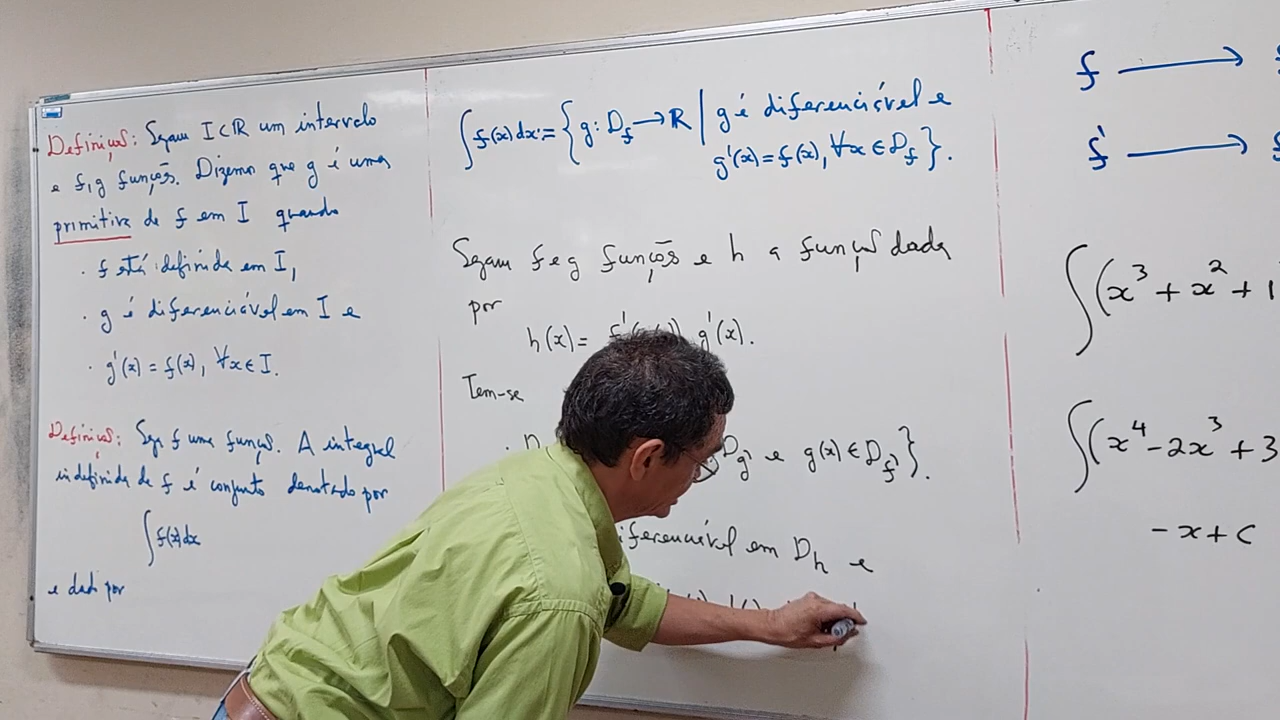 Definição: Sejam I⊂ℝ um intervalo
e f, g funções. Dizemos que g é uma
primitiva de f em I quando
· f está definida em I,
· g é diferenciável em I e
· g'(x) = f(x), ∀x∈I.
Definição: Seja f uma função. A integral
indefinida de f é conjunto denotado por
∫f(x)dx
e dado por
∫f(x)dx := {g: D_f → ℝ | g é diferenciável e
g'(x) = f(x), ∀x ∈ D_f}.
Sejam f e g funções e h a função dada
por
h(x) = g'(x).
Tem-se
D_g' e g(x) ∈ D_f'}.
diferenciável em D_h e
f ⟶
f' ⟶
∫(x³ + x² + 1
∫(x⁴ - 2x³ + 3
- x + c